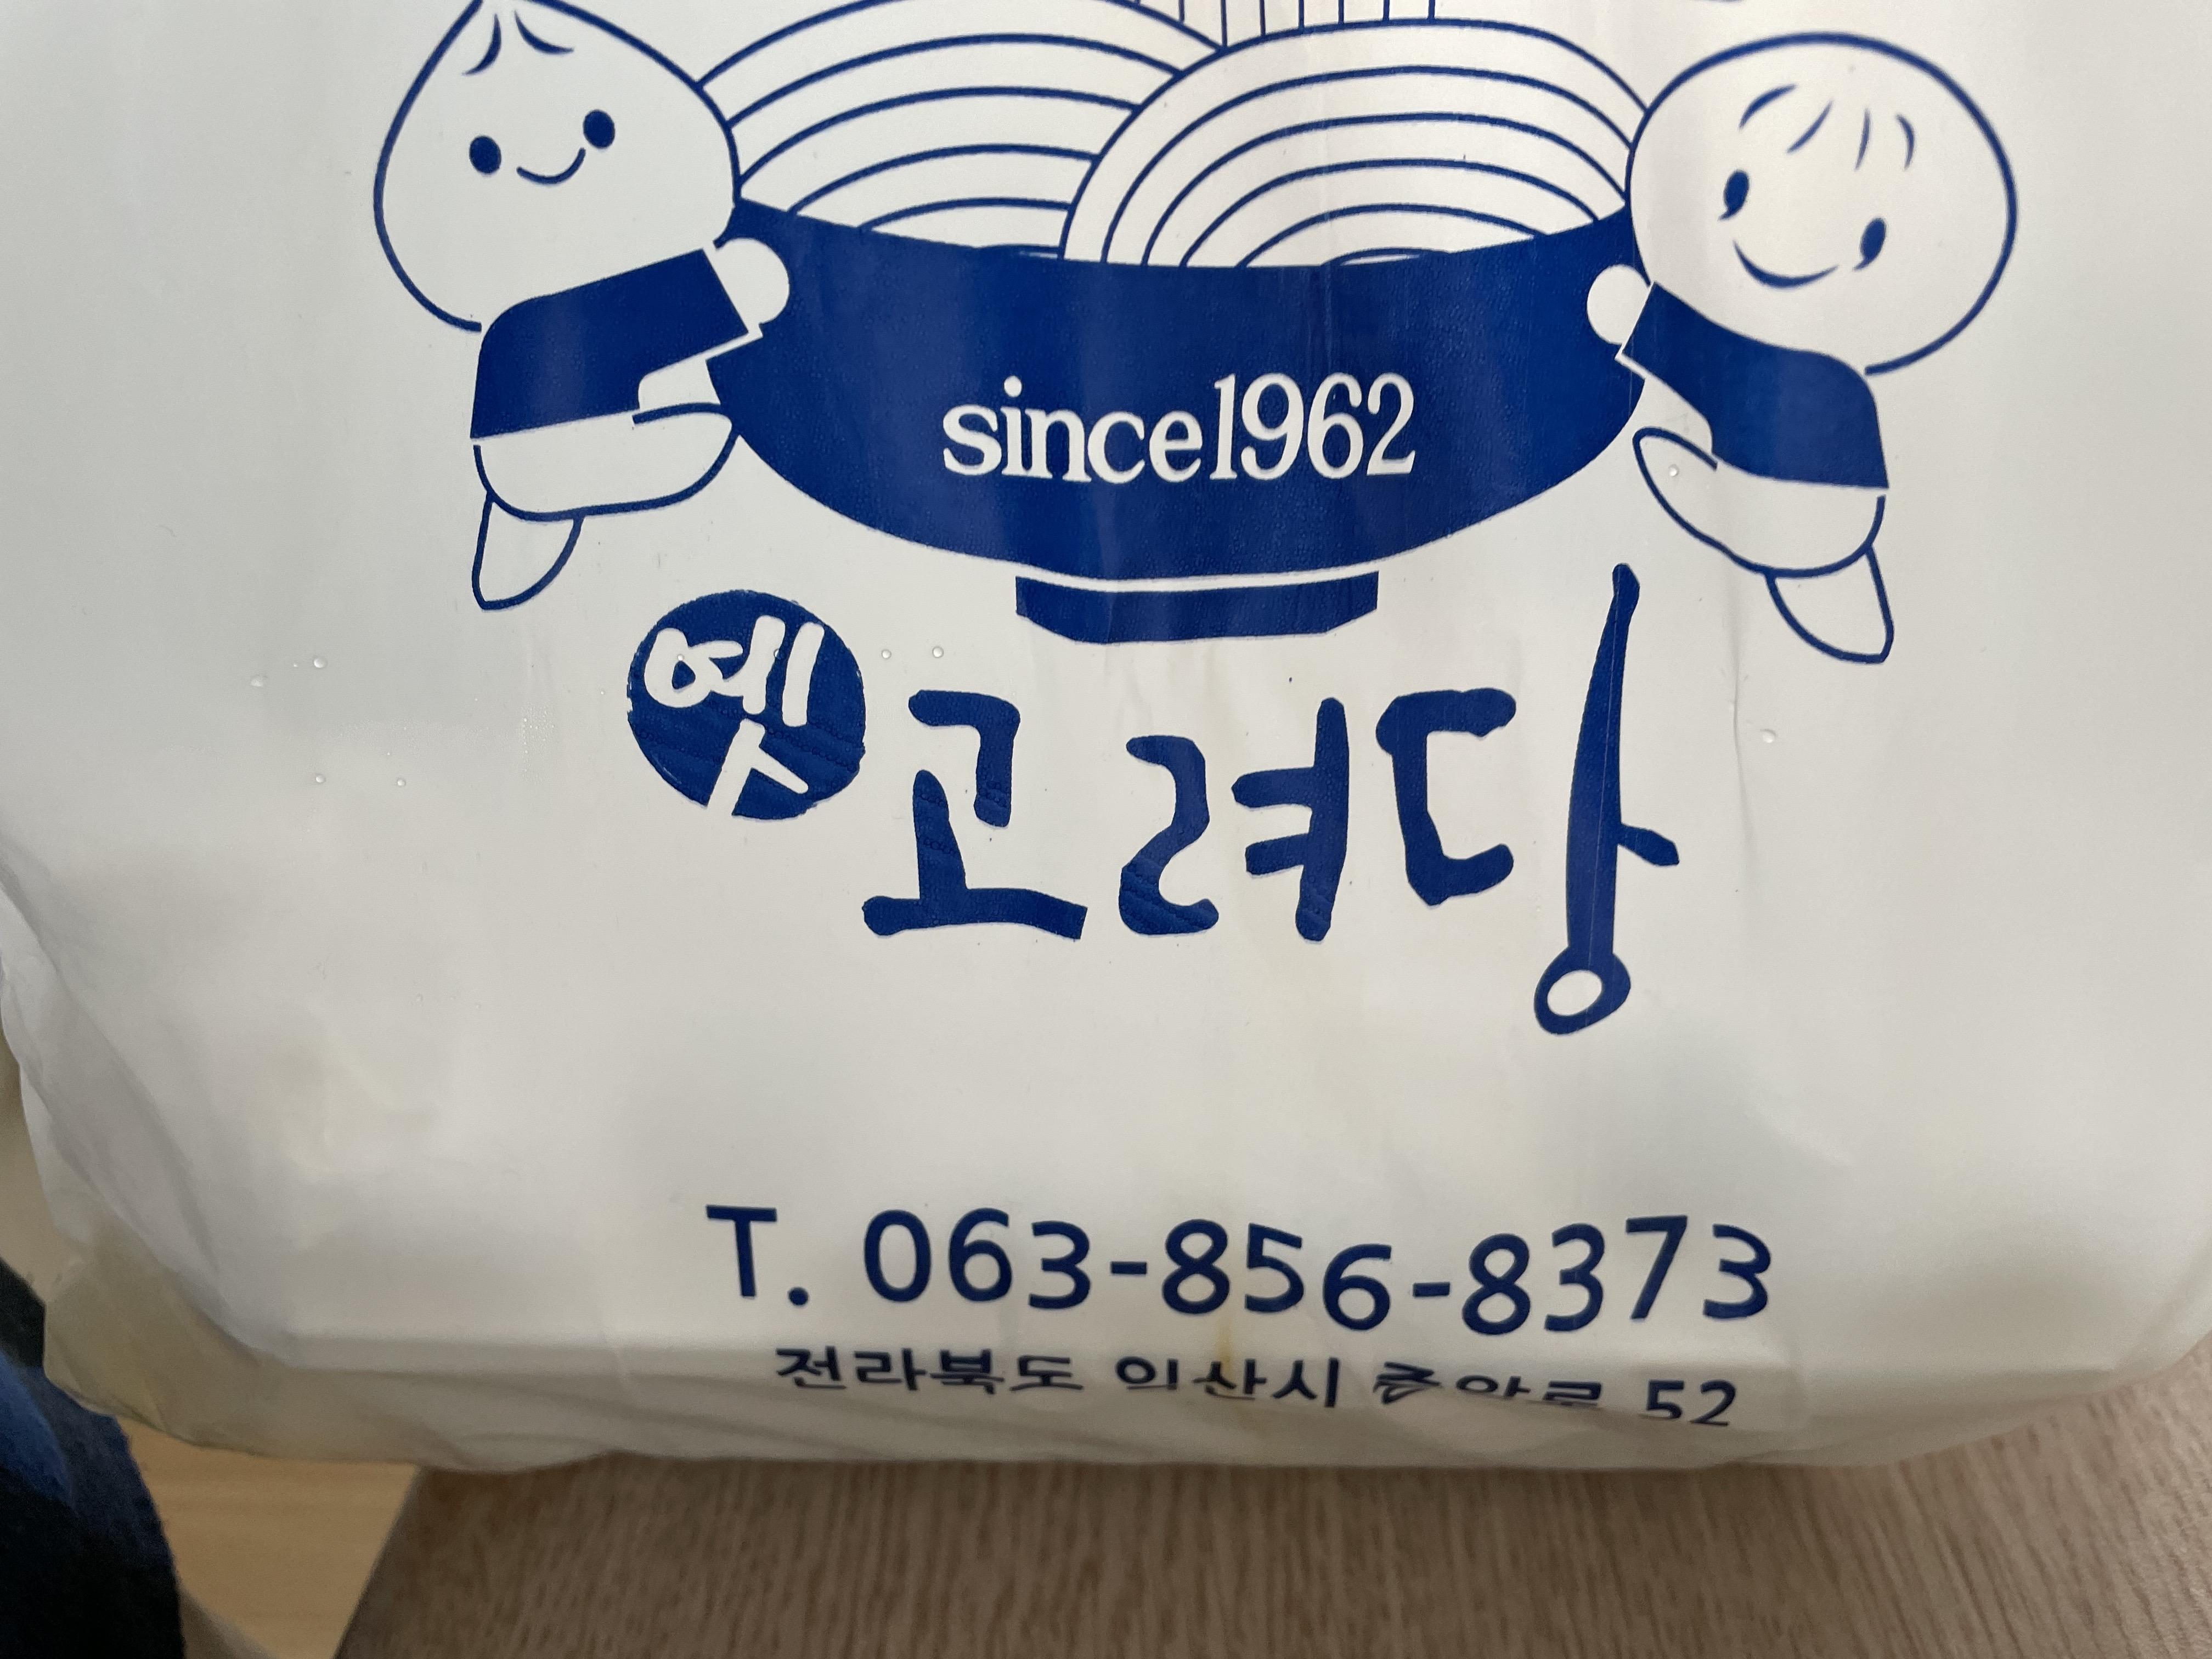 since1962
옛 고려당
T. 063-856-8373
전라북도 익산시 중앙로 52